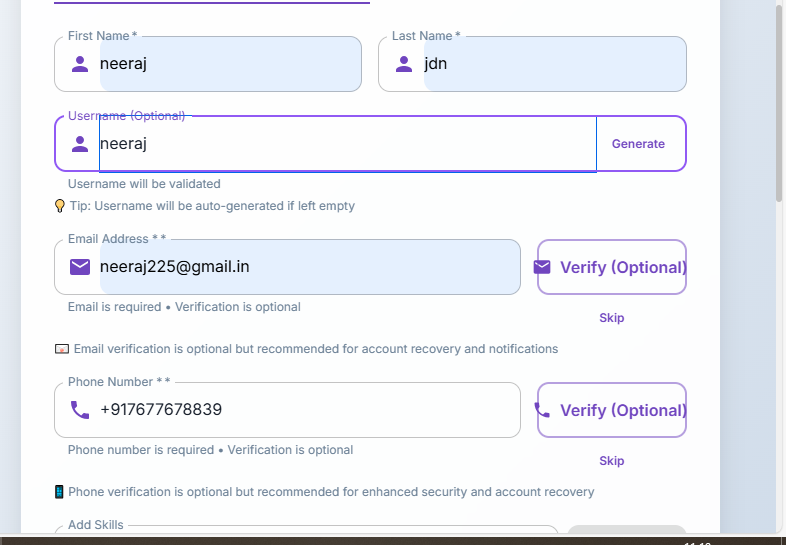 First Name *
Last Name *
neeraj
jdn
Username (Optional)
neeraj
Generate
Username will be validated
💡 Tip: Username will be auto-generated if left empty
Email Address * *
neeraj225@gmail.in
Verify (Optional)
Email is required • Verification is optional
Skip
📧 Email verification is optional but recommended for account recovery and notifications
Phone Number * *
+917677678839
Verify (Optional)
Phone number is required • Verification is optional
Skip
📱 Phone verification is optional but recommended for enhanced security and account recovery
Add Skills